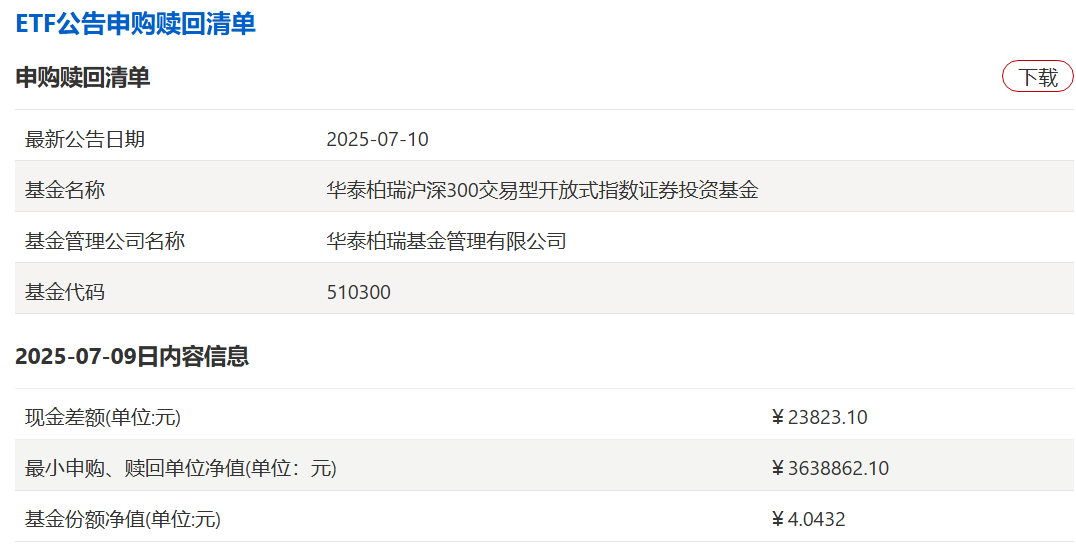 ETF公告申购赎回清单
申购赎回清单 下载
最新公告日期 2025-07-10
基金名称 华泰柏瑞沪深300交易型开放式指数证券投资基金
基金管理公司名称 华泰柏瑞基金管理有限公司
基金代码 510300
2025-07-09日内容信息
现金差额(单位:元) ¥23823.10
最小申购、赎回单位净值(单位：元) ¥3638862.10
基金份额净值(单位:元) ¥4.0432